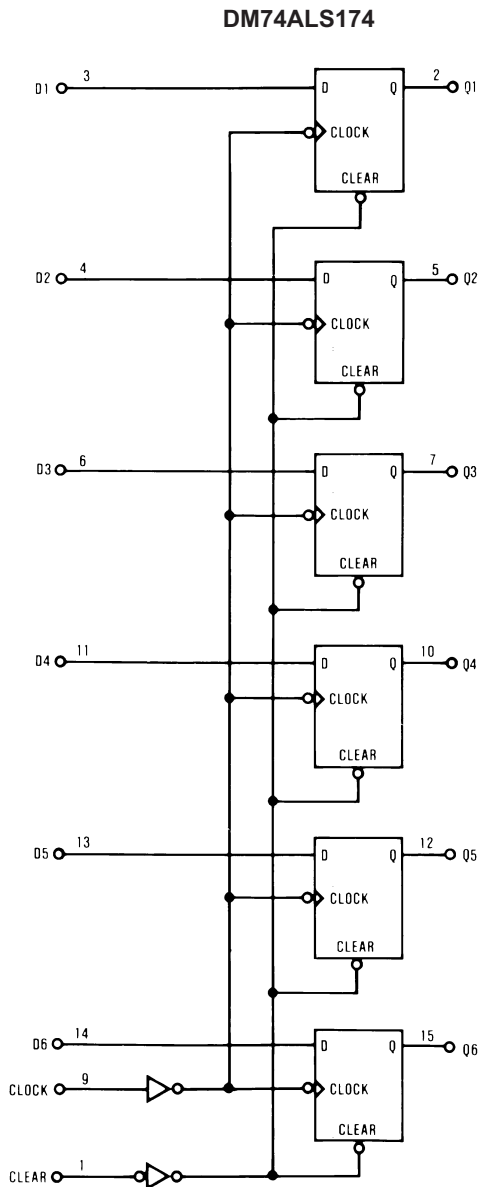 DM74ALS174
D1 3 D Q 2 Q1
CLOCK
CLEAR
D2 4 D Q 5 Q2
CLOCK
CLEAR
D3 6 D Q 7 Q3
CLOCK
CLEAR
D4 11 D Q 10 Q4
CLOCK
CLEAR
D5 13 D Q 12 Q5
CLOCK
CLEAR
D6 14 D Q 15 Q6
CLOCK 9 CLOCK
CLEAR
CLEAR 1